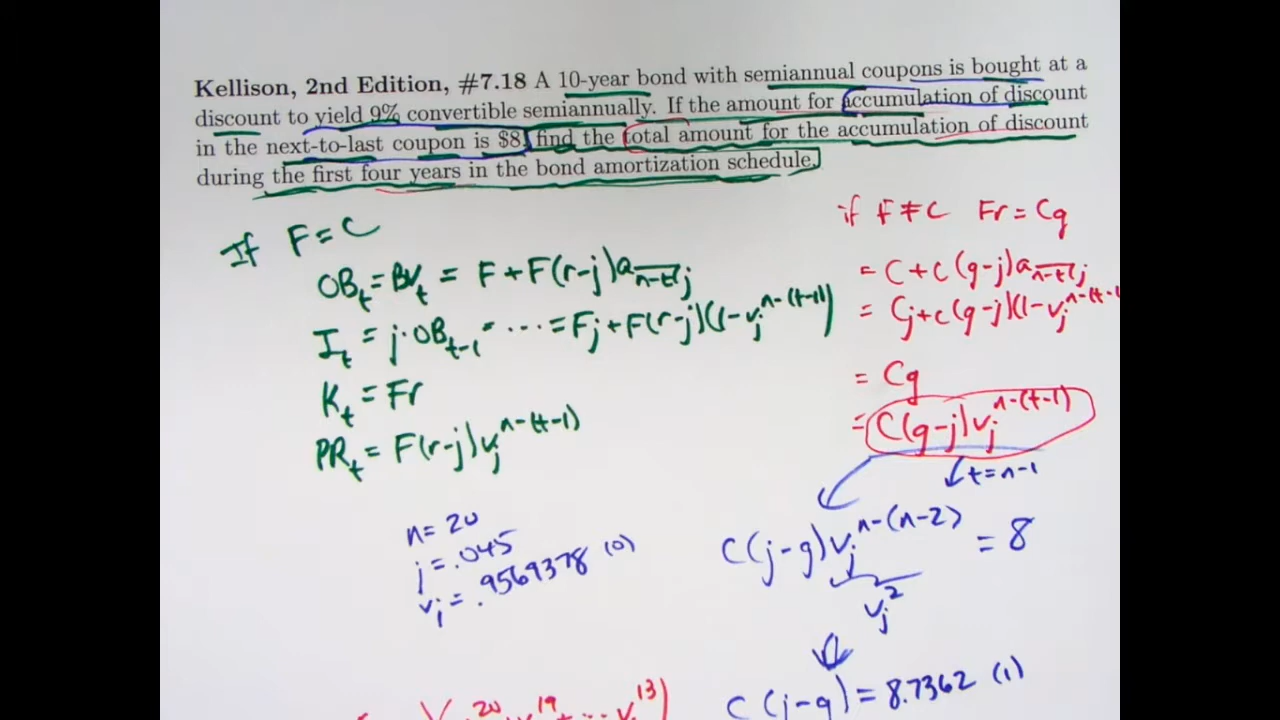 Kellison, 2nd Edition, #7.18 A 10-year bond with semiannual coupons is bought at a
discount to yield 9% convertible semiannually. If the amount for accumulation of discount
in the next-to-last coupon is $8, find the total amount for the accumulation of discount
during the first four years in the bond amortization schedule.
If F = C
OB_t = BV_t = F + F(r-j)a_{n-t|j}
I_t = j·OB_{t-1} = ... = Fj + F(r-j)(1-v_j^{n-(t-1)})
K_t = Fr
PR_t = F(r-j)v_j^{n-(t-1)}
if F ≠ C Fr = Cg
= C + C(g-j)a_{n-t|j}
= Cj + C(g-j)(1-v_j^{n-(t-1
= Cg
= C(g-j)v_j^{n-(t-1)}
t = n-1
n = 20
j = .045
v_j = .9569378 (0)
C(j-g)v_j^{n-(n-2)} = 8
v_j^2
C(j-g) = 8.7362 (1)
20 19 + ... v 13